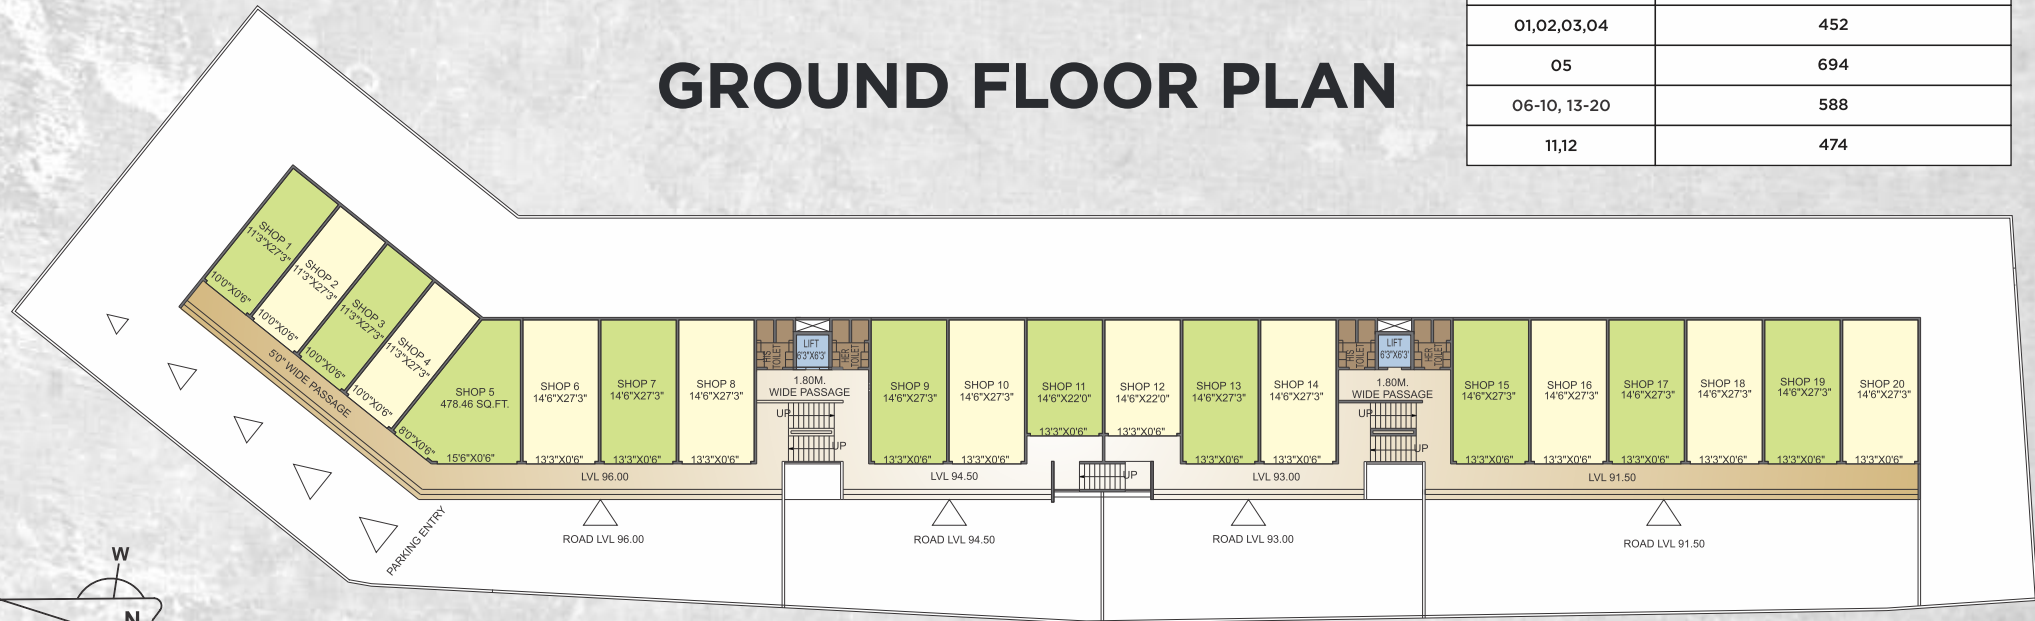 01,02,03,04 452
05 694
06-10, 13-20 588
11,12 474
GROUND FLOOR PLAN
SHOP 1
11'3"X27'3"
10'0"X0'6"
SHOP 2
11'3"X27'3"
10'0"X0'6"
SHOP 3
11'3"X27'3"
10'0"X0'6"
SHOP 4
11'3"X27'3"
10'0"X0'6"
5'0" WIDE PASSAGE
SHOP 5
478.46 SQ.FT.
8'0"X0'6"
15'6"X0'6"
SHOP 6
14'6"X27'3"
13'3"X0'6"
SHOP 7
14'6"X27'3"
13'3"X0'6"
SHOP 8
14'6"X27'3"
13'3"X0'6"
HIS
TOILET
LIFT
6'3"X6'3'
HER
TOILET
1.80M.
WIDE PASSAGE
UP
UP
SHOP 9
14'6"X27'3"
13'3"X0'6"
SHOP 10
14'6"X27'3"
13'3"X0'6"
SHOP 11
14'6"X22'0"
13'3"X0'6"
SHOP 12
14'6"X22'0"
13'3"X0'6"
UP
SHOP 13
14'6"X27'3"
13'3"X0'6"
SHOP 14
14'6"X27'3"
13'3"X0'6"
HIS
TOILET
LIFT
6'3"X6'3'
HER
TOILET
1.80M.
WIDE PASSAGE
UP
UP
SHOP 15
14'6"X27'3"
13'3"X0'6"
SHOP 16
14'6"X27'3"
13'3"X0'6"
SHOP 17
14'6"X27'3"
13'3"X0'6"
SHOP 18
14'6"X27'3"
13'3"X0'6"
SHOP 19
14'6"X27'3"
13'3"X0'6"
SHOP 20
14'6"X27'3"
13'3"X0'6"
LVL 96.00
LVL 94.50
LVL 93.00
LVL 91.50
ROAD LVL 96.00
ROAD LVL 94.50
ROAD LVL 93.00
ROAD LVL 91.50
PARKING ENTRY
W
N